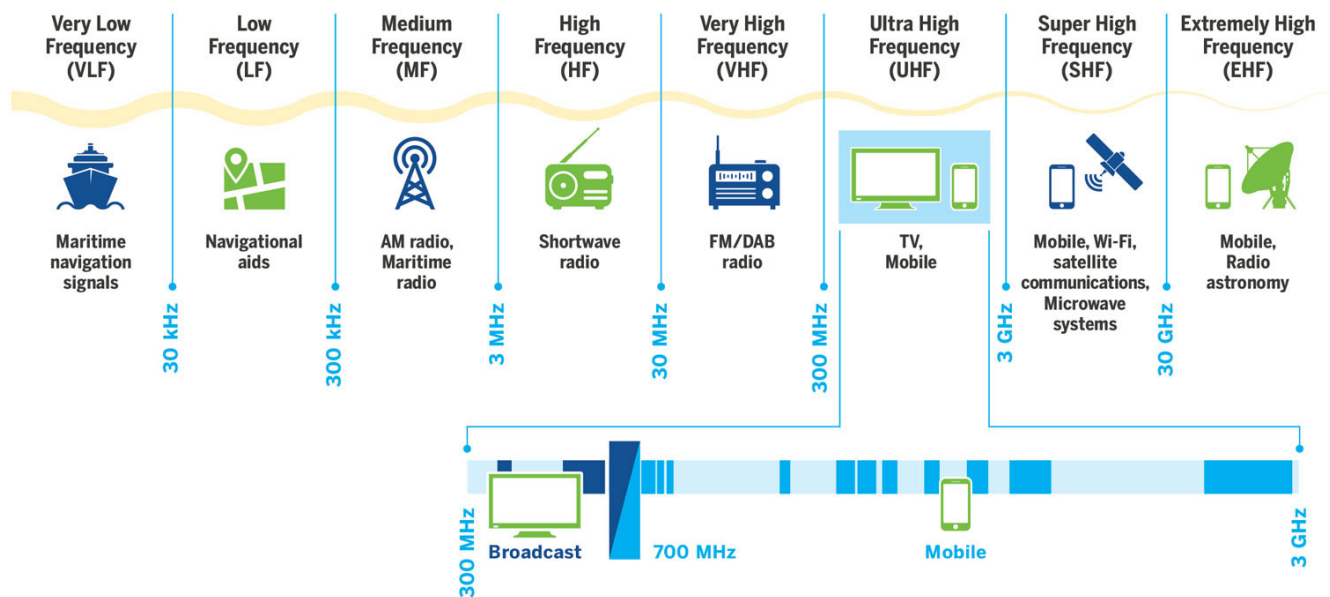 Very Low
Frequency
(VLF)
Low
Frequency
(LF)
Medium
Frequency
(MF)
High
Frequency
(HF)
Very High
Frequency
(VHF)
Ultra High
Frequency
(UHF)
Super High
Frequency
(SHF)
Extremely High
Frequency
(EHF)
Maritime
navigation
signals
Navigational
aids
AM radio,
Maritime
radio
Shortwave
radio
FM/DAB
radio
TV,
Mobile
Mobile, Wi-Fi,
satellite
communications,
Microwave
systems
Mobile,
Radio
astronomy
30 kHz
300 kHz
3 MHz
30 MHz
300 MHz
3 GHz
30 GHz
300 MHz
Broadcast
700 MHz
Mobile
3 GHz